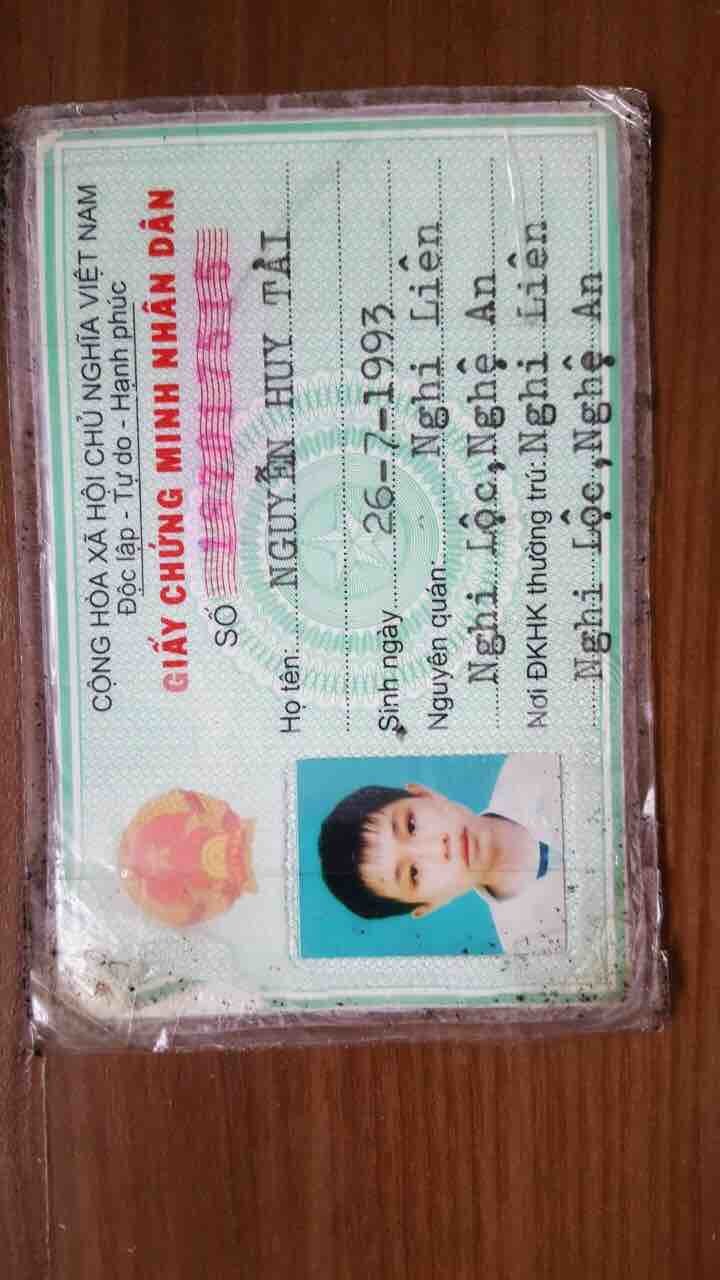 CỘNG HÒA XÃ HỘI CHỦ NGHĨA VIỆT NAM
Độc lập - Tự do - Hạnh phúc
GIẤY CHỨNG MINH NHÂN DÂN
SỐ
Họ tên: NGUYỄN HUY TÀI
Sinh ngày 26-7-1993
Nguyên quán: Nghi Liên
Nghi Lộc,Nghệ An
Nơi ĐKHK thường trú: Nghi Liên
Nghi Lộc,Nghệ An